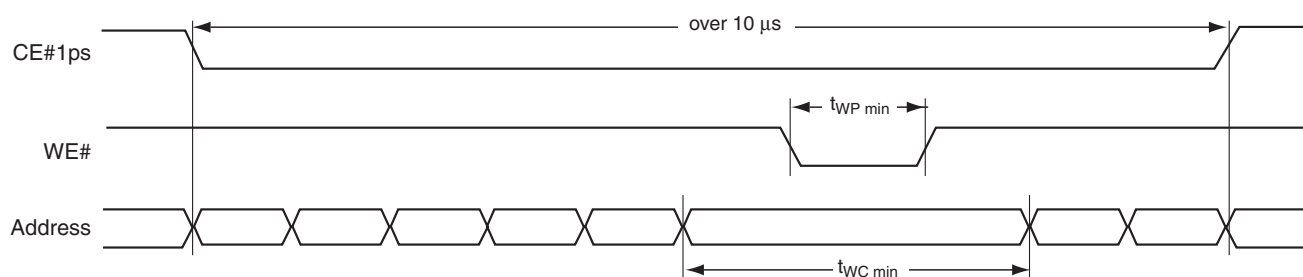 over 10 μs
CE#1ps
tWP min
WE#
Address
tWC min